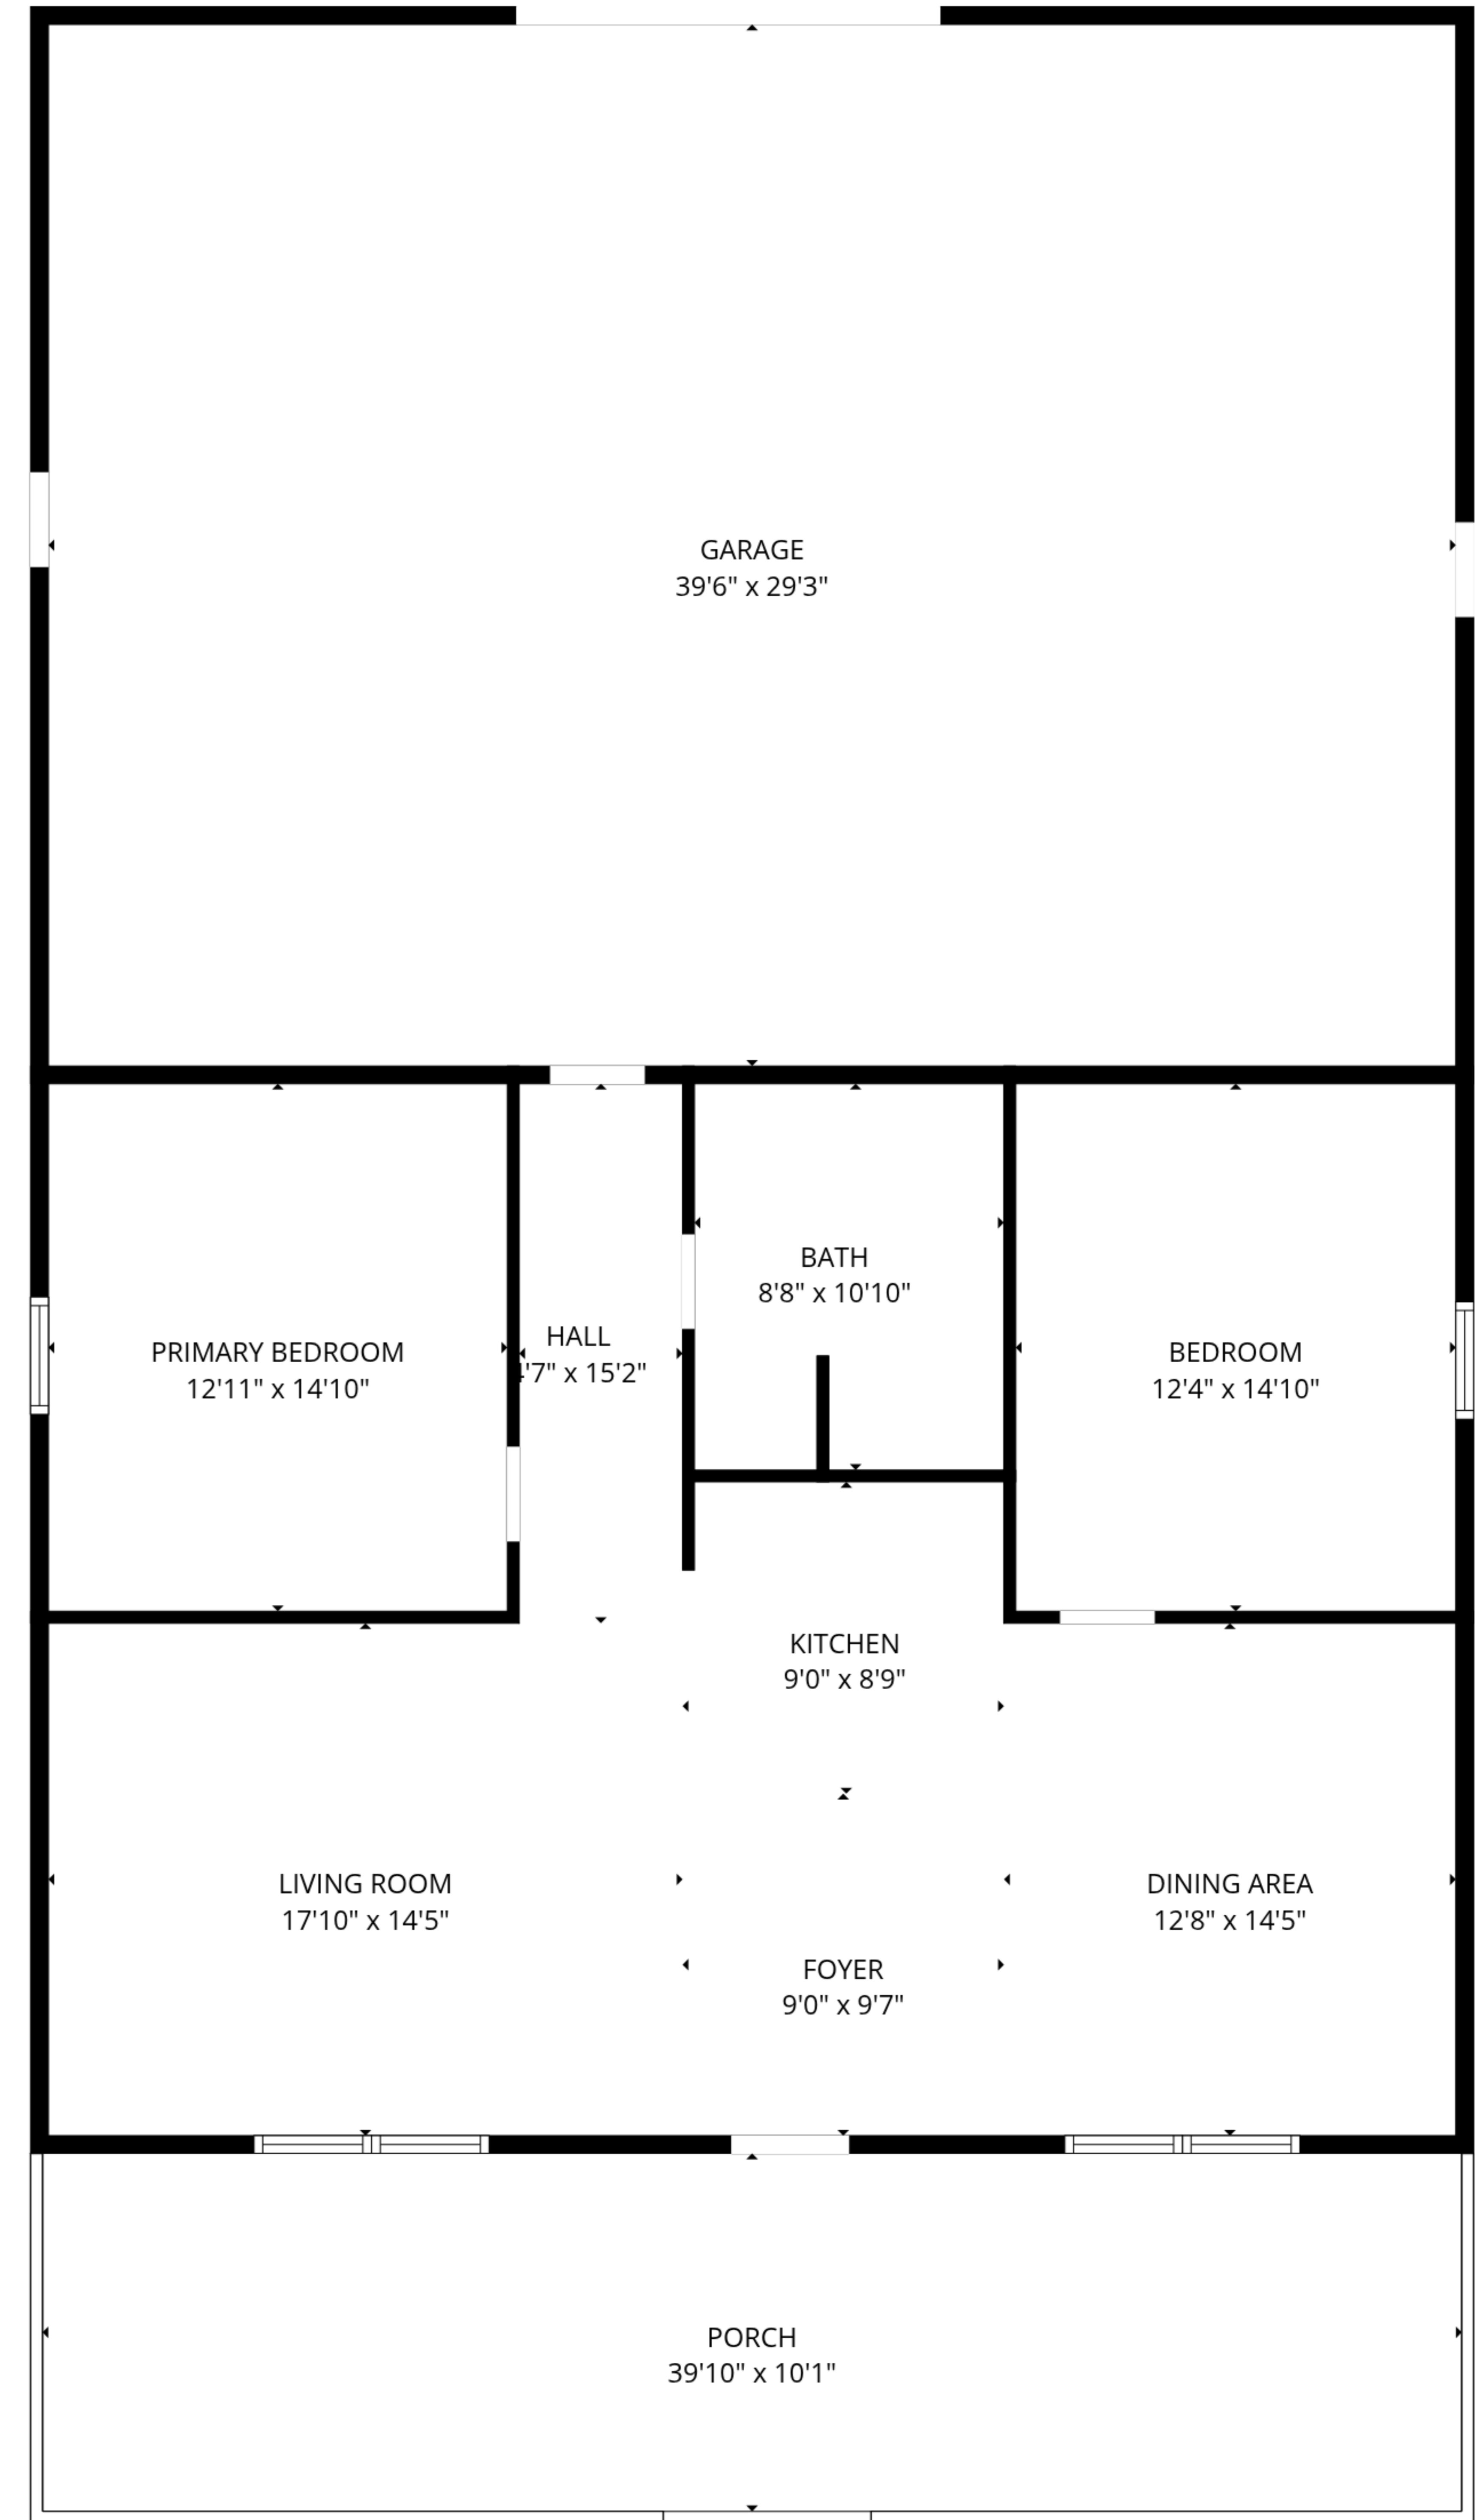 GARAGE
39'6" x 29'3"
BATH
8'8" x 10'10"
HALL
4'7" x 15'2"
PRIMARY BEDROOM
12'11" x 14'10"
BEDROOM
12'4" x 14'10"
KITCHEN
9'0" x 8'9"
LIVING ROOM
17'10" x 14'5"
DINING AREA
12'8" x 14'5"
FOYER
9'0" x 9'7"
PORCH
39'10" x 10'1"